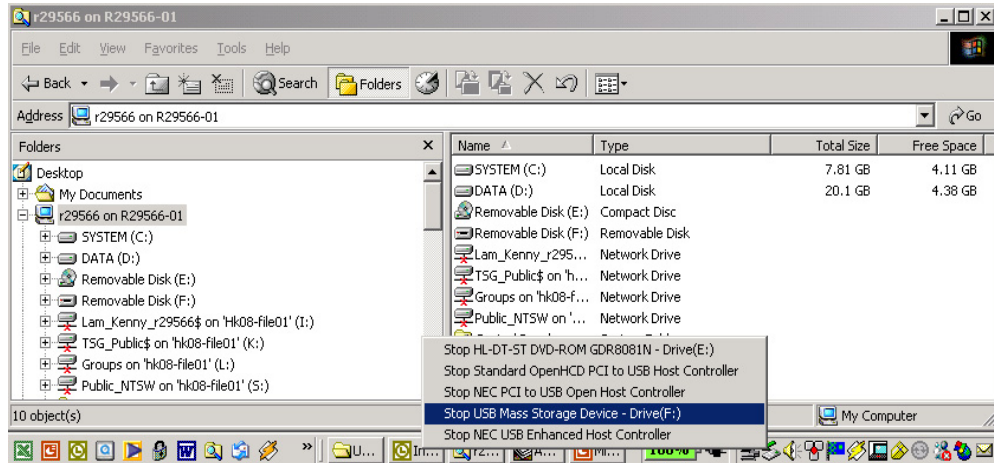 r29566 on R29566-01
File Edit View Favorites Tools Help
Back Search Folders
Address r29566 on R29566-01 Go
Folders
Desktop
My Documents
r29566 on R29566-01
SYSTEM (C:)
DATA (D:)
Removable Disk (E:)
Removable Disk (F:)
Lam_Kenny_r29566$ on 'Hk08-file01' (I:)
TSG_Public$ on 'hk08-file01' (K:)
Groups on 'hk08-file01' (L:)
Public_NTSW on 'hk08-file01' (S:)
Name Type Total Size Free Space
SYSTEM (C:) Local Disk 7.81 GB 4.11 GB
DATA (D:) Local Disk 20.1 GB 4.38 GB
Removable Disk (E:) Compact Disc
Removable Disk (F:) Removable Disk
Lam_Kenny_r295... Network Drive
TSG_Public$ on 'h... Network Drive
Groups on 'hk08-f... Network Drive
Public_NTSW on '... Network Drive
Stop HL-DT-ST DVD-ROM GDR8081N - Drive(E:)
Stop Standard OpenHCD PCI to USB Host Controller
Stop NEC PCI to USB Open Host Controller
Stop USB Mass Storage Device - Drive(F:)
Stop NEC USB Enhanced Host Controller
10 object(s) My Computer
U... In... rz... A... Mi... 100%